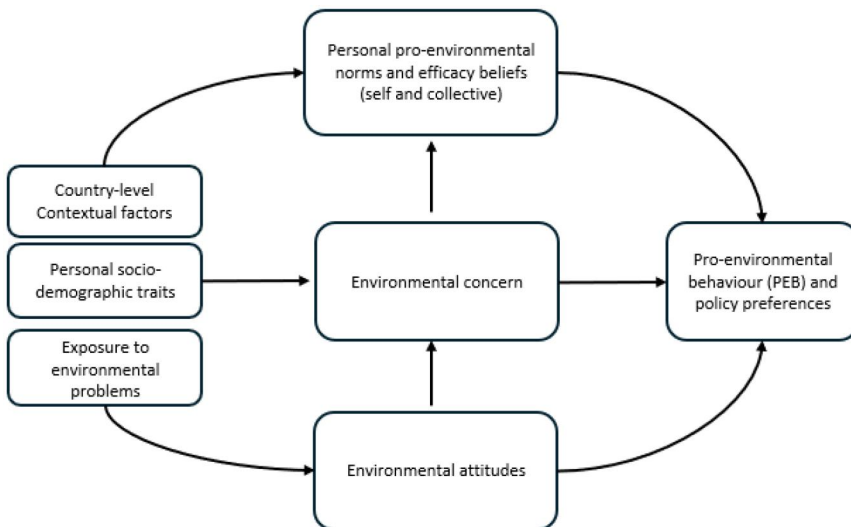 Personal pro-environmental
norms and efficacy beliefs
(self and collective)
Country-level
Contextual factors
Personal socio-
demographic traits
Exposure to
environmental
problems
Environmental concern
Environmental attitudes
Pro-environmental
behaviour (PEB) and
policy preferences